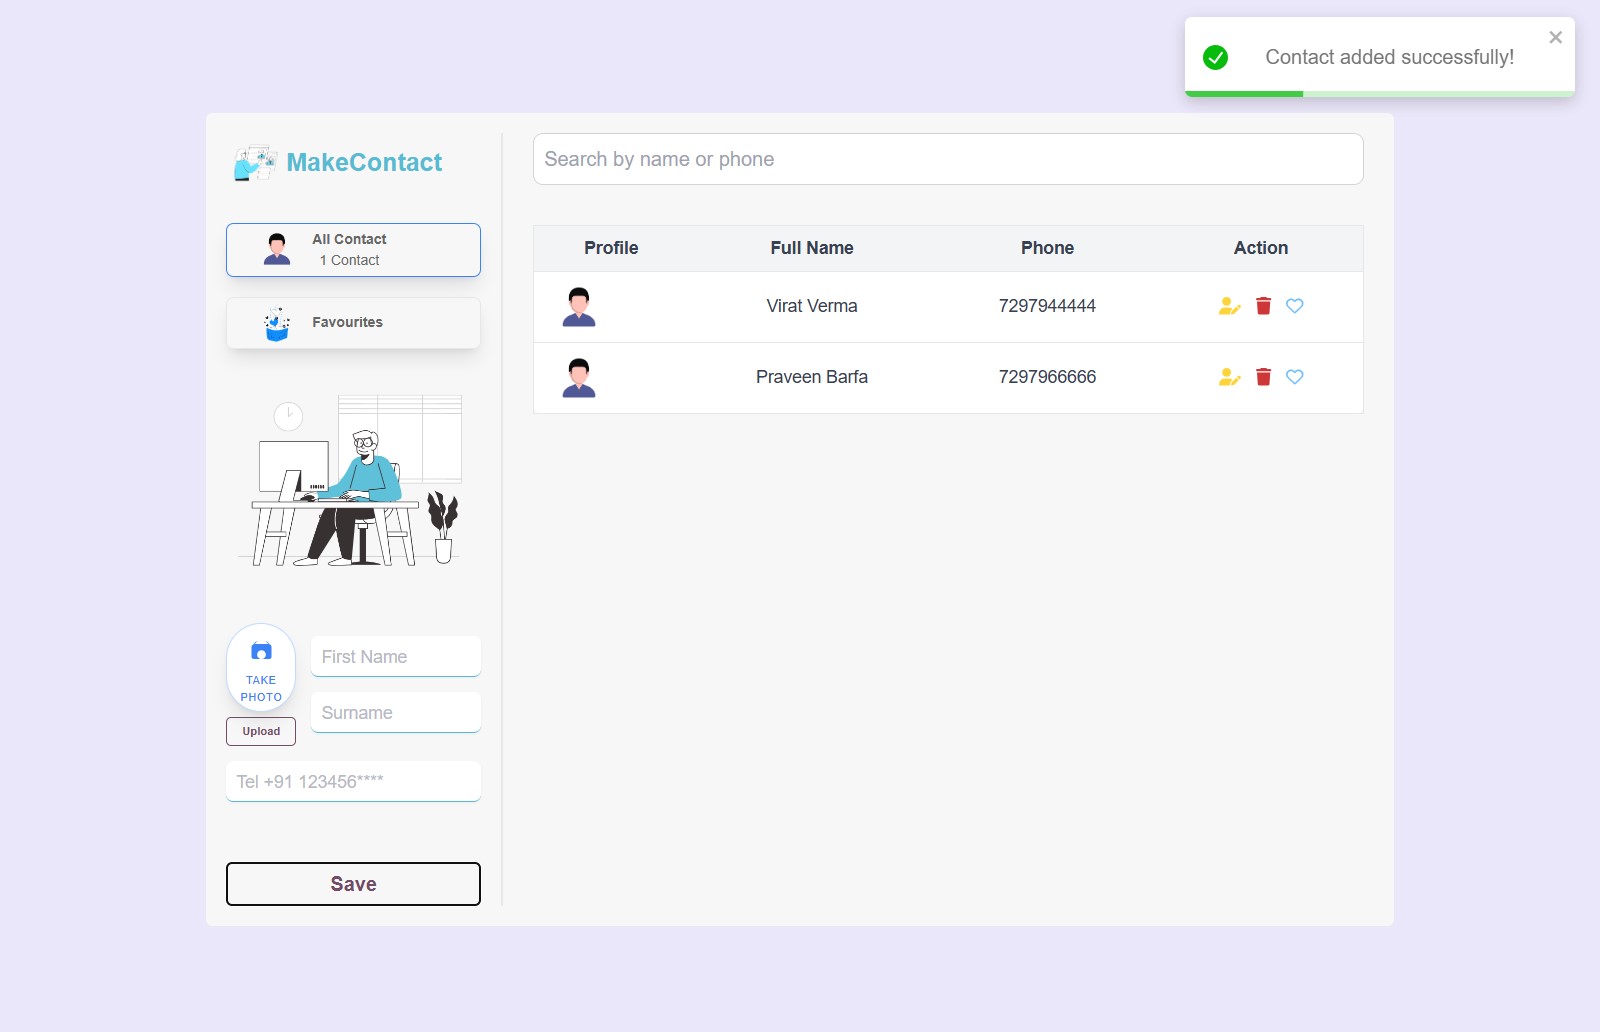 Contact added successfully!
MakeContact
All Contact
1 Contact
Favourites
TAKE
PHOTO
Upload
First Name
Surname
Tel +91 123456****
Save
Search by name or phone
Profile Full Name Phone Action
Virat Verma 7297944444
Praveen Barfa 7297966666